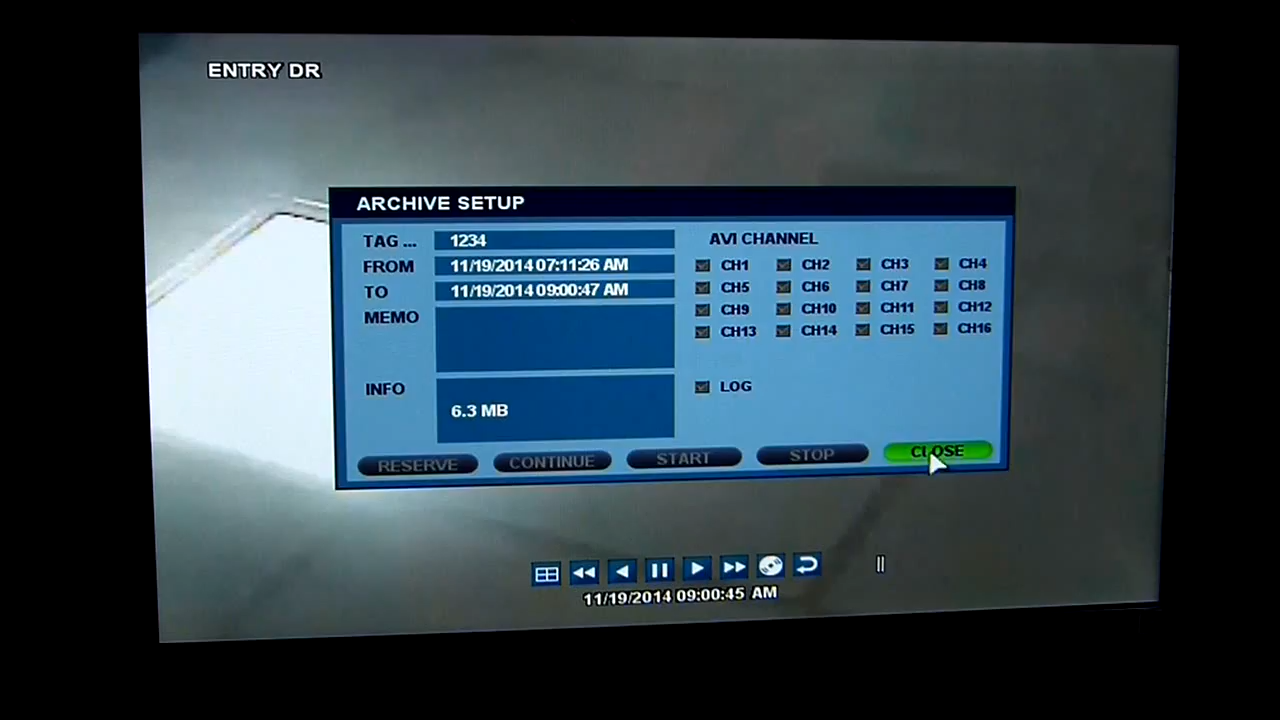 ENTRY DR
ARCHIVE SETUP
TAG ... 1234
FROM 11/19/2014 07:11:26 AM
TO 11/19/2014 09:00:47 AM
MEMO
INFO 6.3 MB
AVI CHANNEL
CH1 CH2 CH3 CH4
CH5 CH6 CH7 CH8
CH9 CH10 CH11 CH12
CH13 CH14 CH15 CH16
LOG
RESERVE CONTINUE START STOP CLOSE
11/19/2014 09:00:45 AM